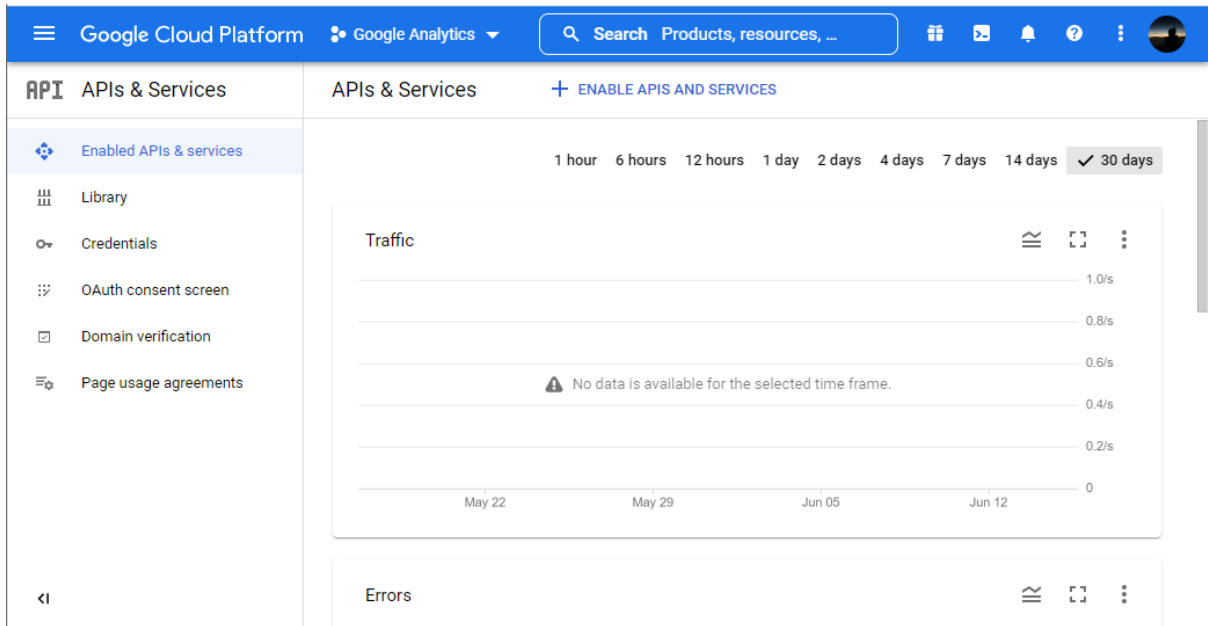 Google Cloud Platform
Google Analytics
Search Products, resources, ...
API APIs & Services
APIs & Services
ENABLE APIS AND SERVICES
Enabled APIs & services
Library
Credentials
OAuth consent screen
Domain verification
Page usage agreements
1 hour 6 hours 12 hours 1 day 2 days 4 days 7 days 14 days 30 days
Traffic
1.0/s
0.8/s
0.6/s
No data is available for the selected time frame.
0.4/s
0.2/s
0
May 22 May 29 Jun 05 Jun 12
Errors